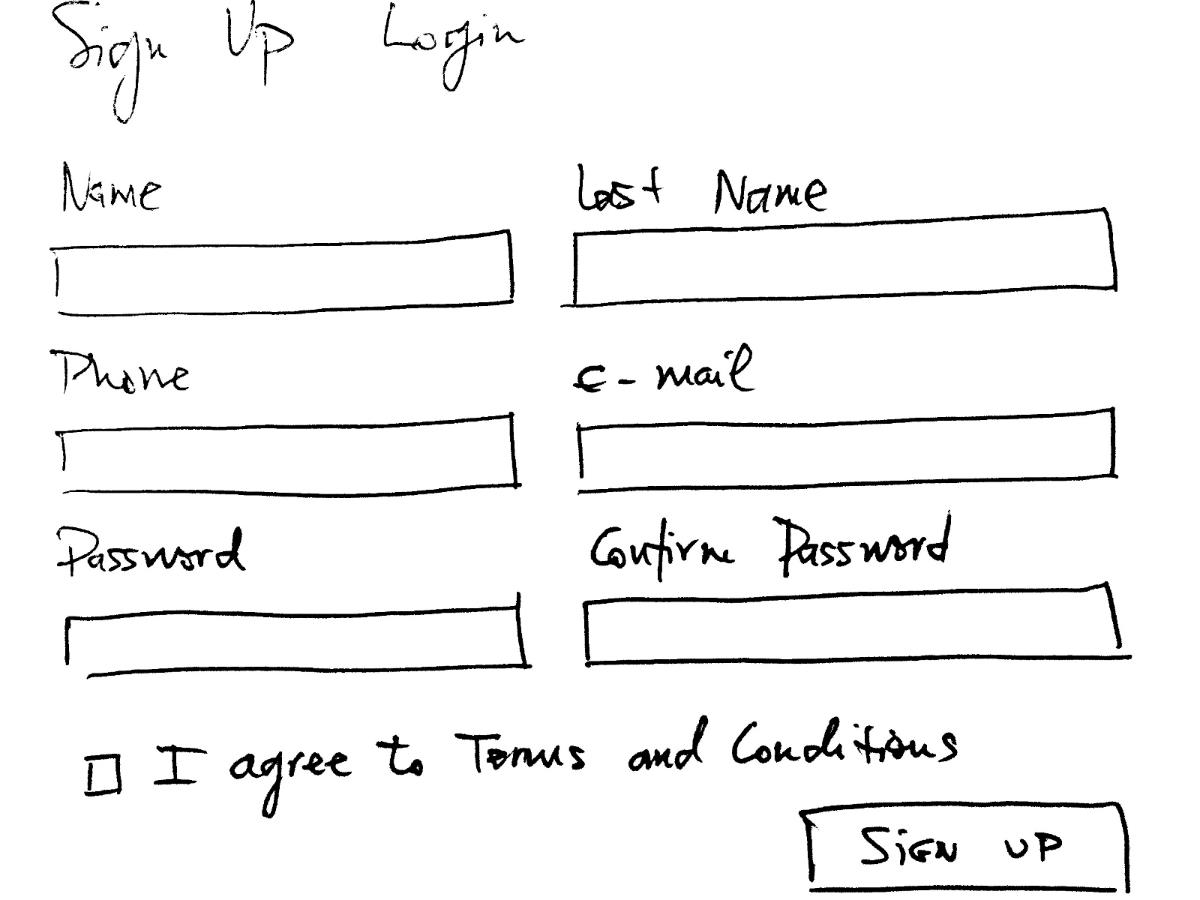 Sign Up Login
Name Last Name
Phone e-mail
Password Confirm Password
I agree to Terms and Conditions
SiGN UP